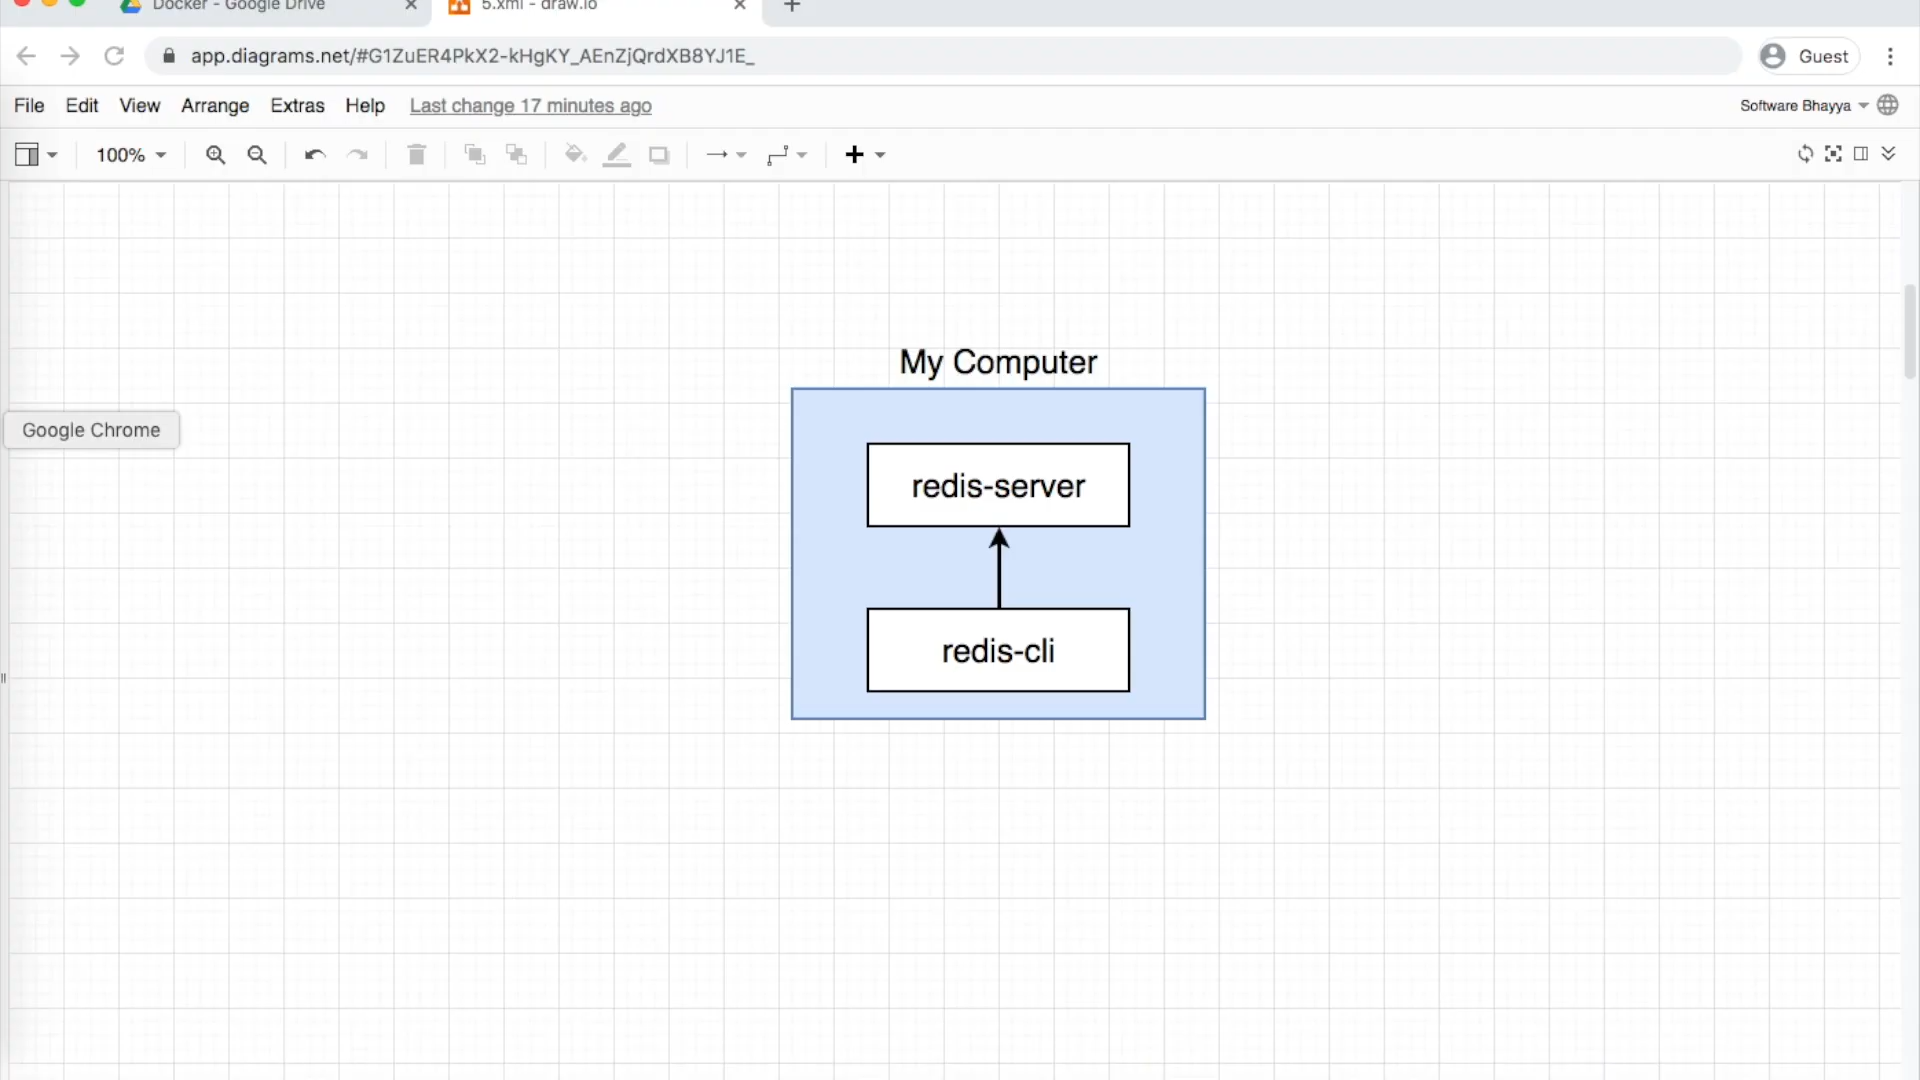 Docker - Google Drive
5.xml - draw.io
app.diagrams.net/#G1ZuER4PkX2-kHgKY_AEnZjQrdXB8YJ1E_
Guest
File Edit View Arrange Extras Help Last change 17 minutes ago
Software Bhayya
100%
My Computer
Google Chrome
redis-server
redis-cli